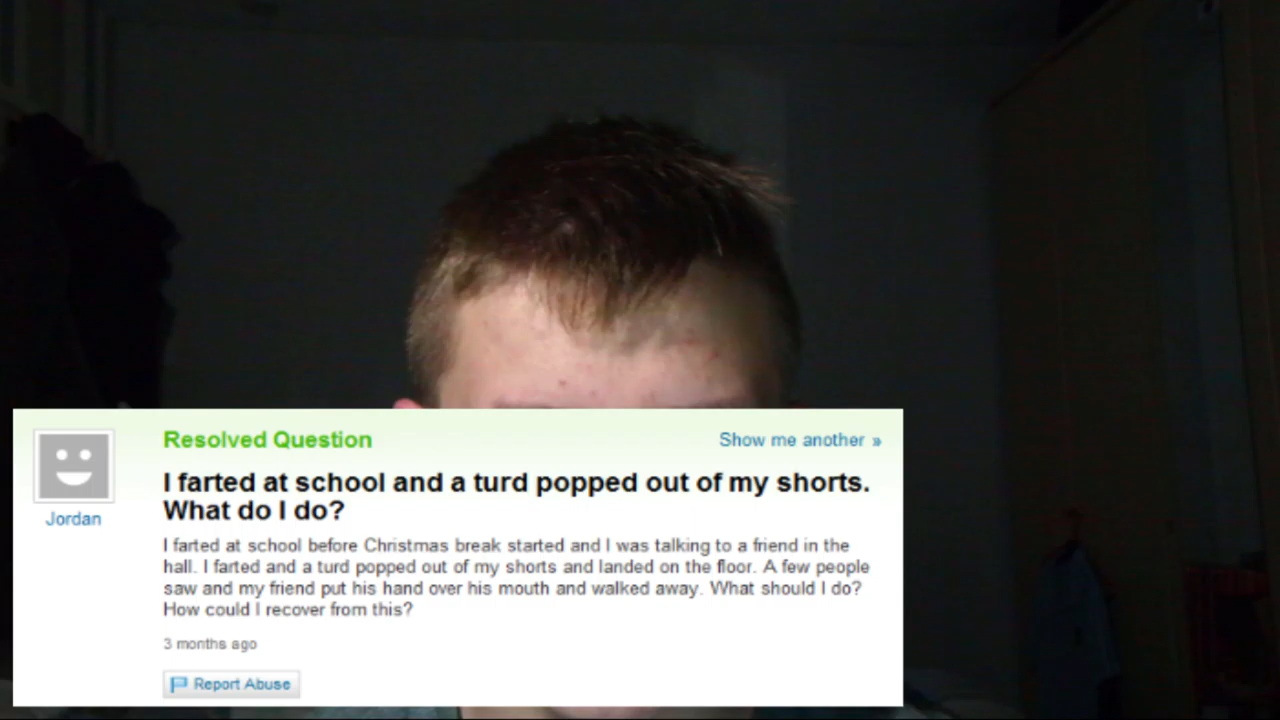 Resolved Question
Show me another »
I farted at school and a turd popped out of my shorts.
What do I do?
Jordan
I farted at school before Christmas break started and I was talking to a friend in the
hall. I farted and a turd popped out of my shorts and landed on the floor. A few people
saw and my friend put his hand over his mouth and walked away. What should I do?
How could I recover from this?
3 months ago
Report Abuse